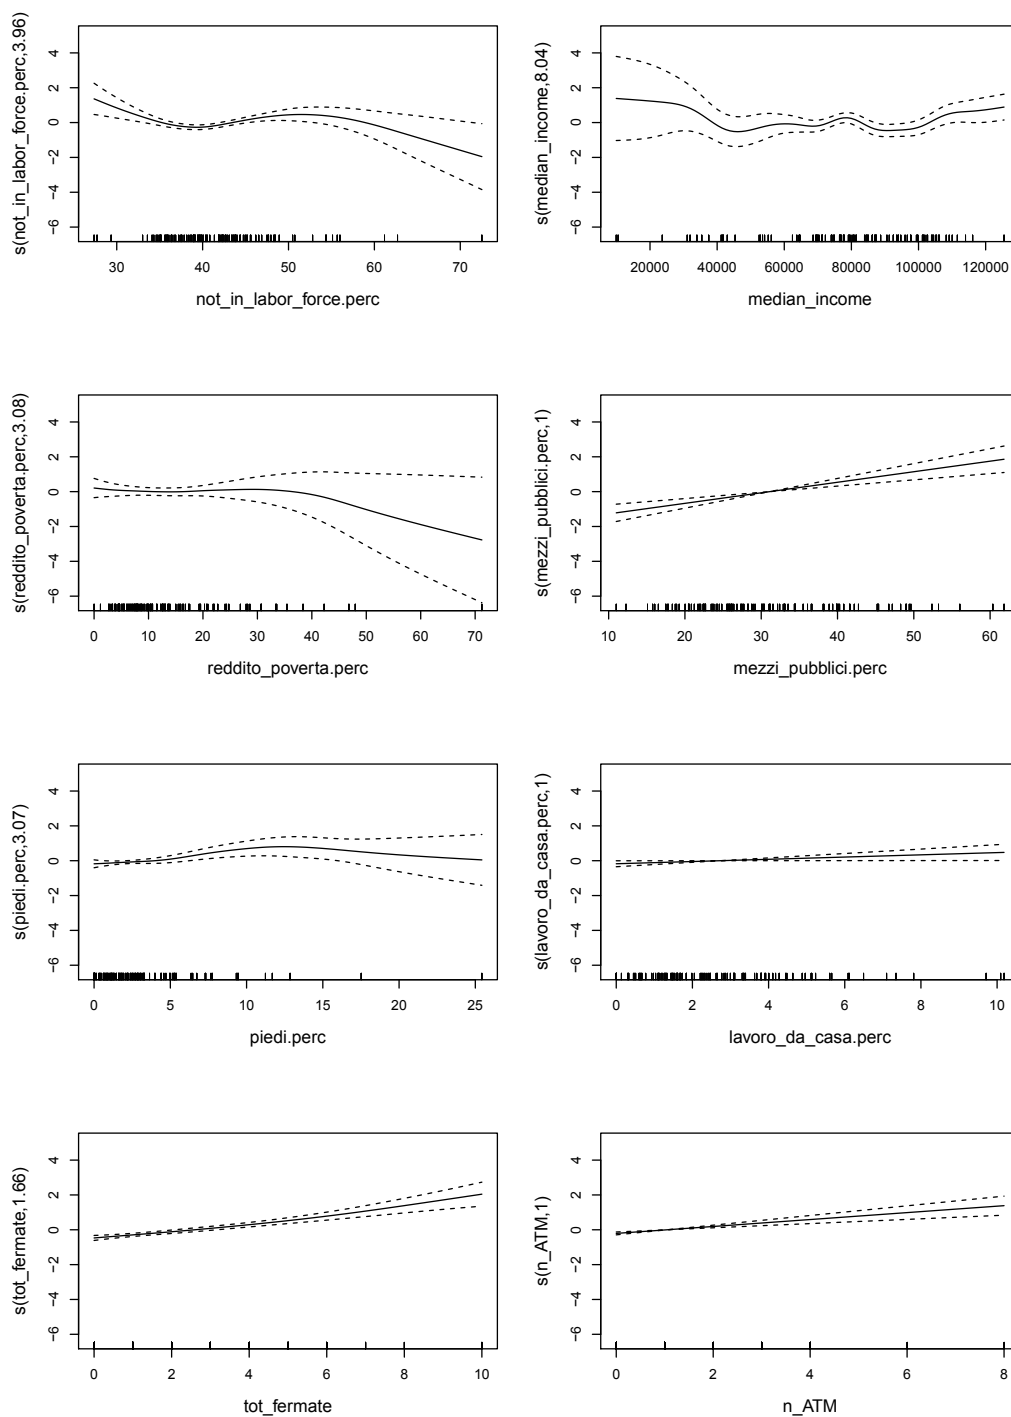 s(not_in_labor_force.perc,3.96)
4
2
0
−2
−4
−6
30 40 50 60 70
not_in_labor_force.perc
s(median_income,8.04)
4
2
0
−2
−4
−6
20000 40000 60000 80000 100000 120000
median_income
s(reddito_poverta.perc,3.08)
4
2
0
−2
−4
−6
0 10 20 30 40 50 60 70
reddito_poverta.perc
s(mezzi_pubblici.perc,1)
4
2
0
−2
−4
−6
10 20 30 40 50 60
mezzi_pubblici.perc
s(piedi.perc,3.07)
4
2
0
−2
−4
−6
0 5 10 15 20 25
piedi.perc
s(lavoro_da_casa.perc,1)
4
2
0
−2
−4
−6
0 2 4 6 8 10
lavoro_da_casa.perc
s(tot_fermate,1.66)
4
2
0
−2
−4
−6
0 2 4 6 8 10
tot_fermate
s(n_ATM,1)
4
2
0
−2
−4
−6
0 2 4 6 8
n_ATM